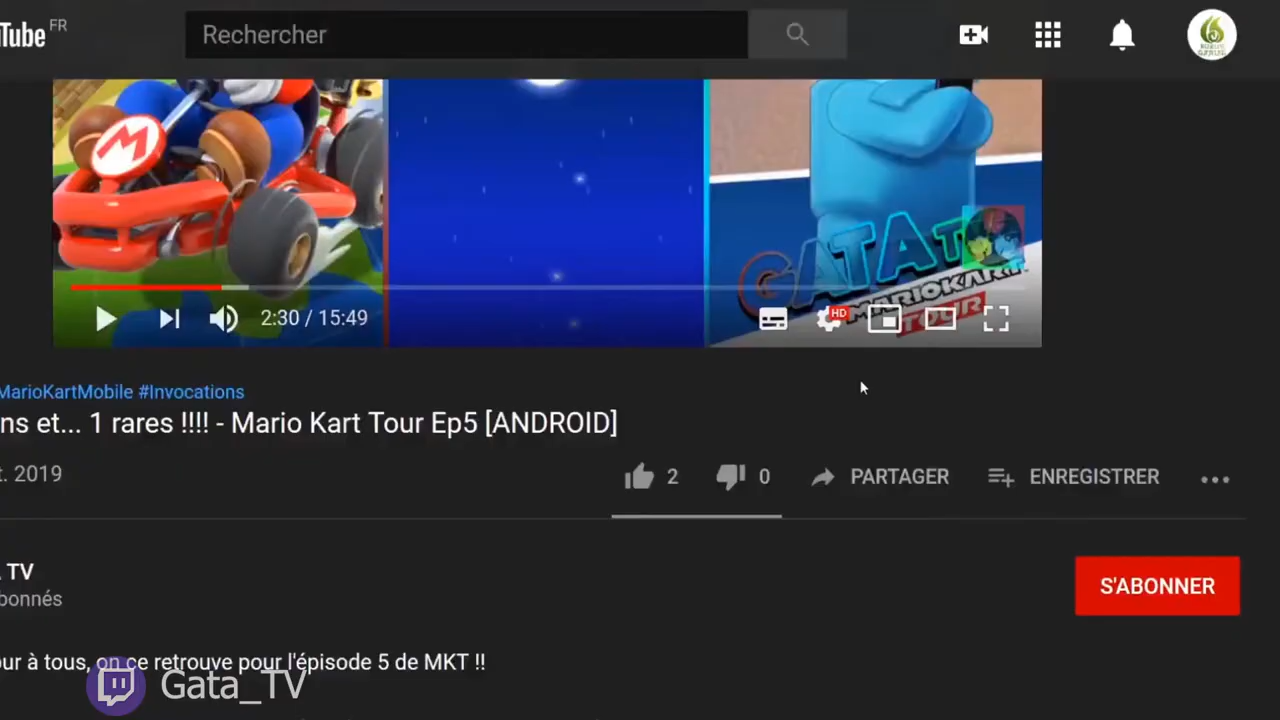 Tube FR
Rechercher
M
GATA T
MARIOKART
TOUR
2:30 / 15:49
HD
MarioKartMobile #Invocations
ns et... 1 rares !!!! - Mario Kart Tour Ep5 [ANDROID]
t. 2019
2
0
PARTAGER
ENREGISTRER
TV
S'ABONNER
bonnés
ur à tous, on ce retrouve pour l'épisode 5 de MKT !!
Gata_TV